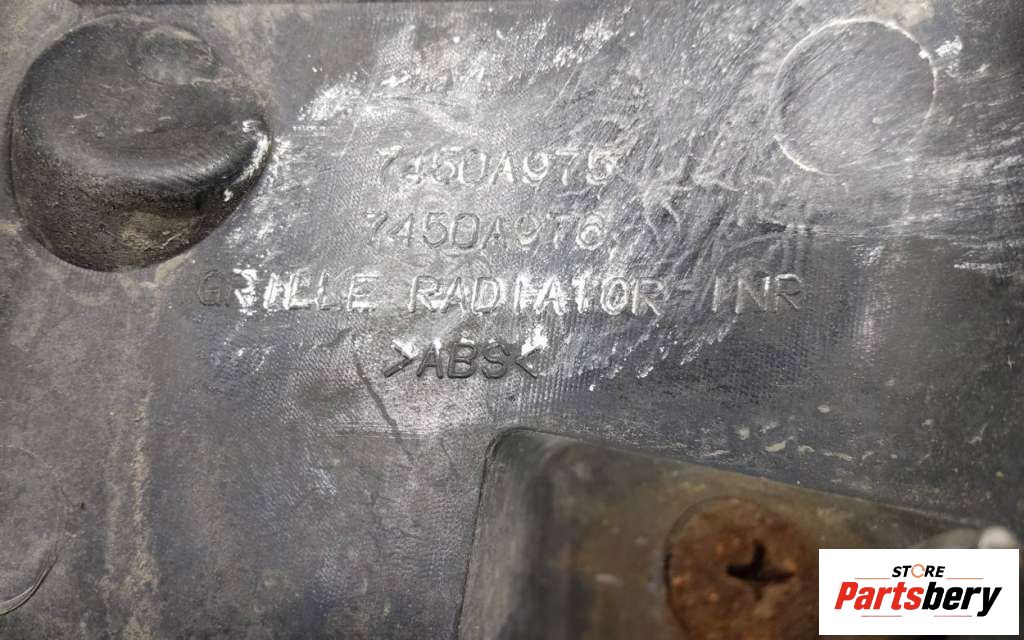 7450A975
7450A976
GRILLE RADIATOR INR
>ABS<
STORE
Partsbery